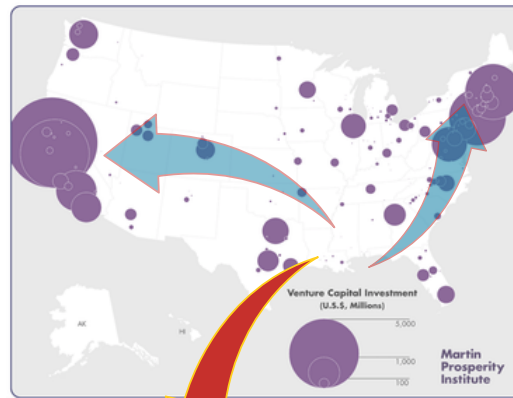 Venture Capital Investment
(U.S.S, Millions)
AK
HI
5,000
1,000
100
Martin
Prosperity
Institute